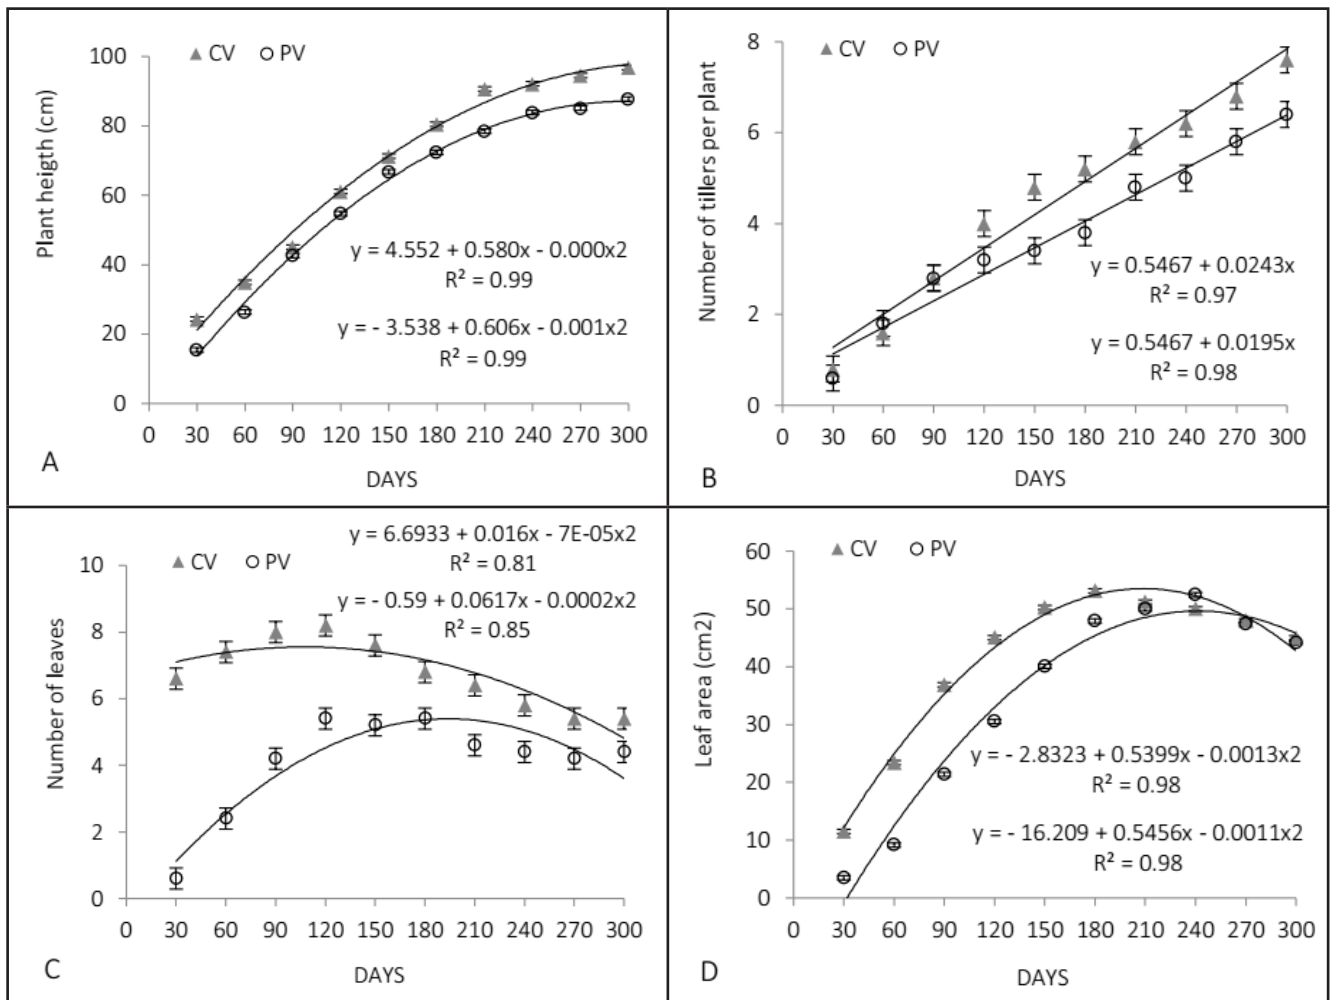 CV PV
100
80
60
40
20
0
Plant heigth (cm)
y = 4.552 + 0.580x - 0.000x2
R² = 0.99
y = - 3.538 + 0.606x - 0.001x2
R² = 0.99
0 30 60 90 120 150 180 210 240 270 300
DAYS
A
CV PV
8
6
4
2
0
Number of tillers per plant
y = 0.5467 + 0.0243x
R² = 0.97
y = 0.5467 + 0.0195x
R² = 0.98
0 30 60 90 120 150 180 210 240 270 300
DAYS
B
y = 6.6933 + 0.016x - 7E-05x2
R² = 0.81
y = - 0.59 + 0.0617x - 0.0002x2
R² = 0.85
CV PV
10
8
6
4
2
0
Number of leaves
0 30 60 90 120 150 180 210 240 270 300
DAYS
C
CV PV
60
50
40
30
20
10
0
Leaf area (cm2)
y = - 2.8323 + 0.5399x - 0.0013x2
R² = 0.98
y = - 16.209 + 0.5456x - 0.0011x2
R² = 0.98
0 30 60 90 120 150 180 210 240 270 300
DAYS
D